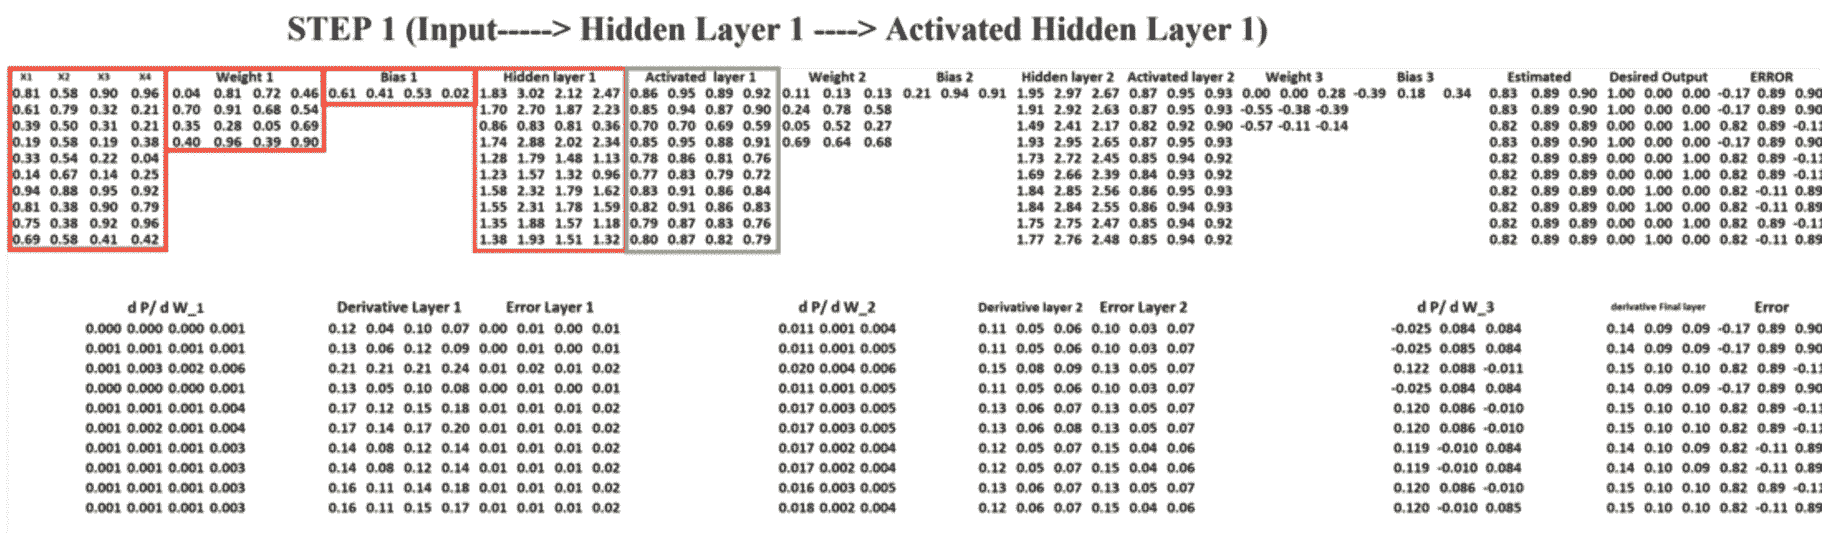 STEP 1 (Input-----> Hidden Layer 1 ----> Activated Hidden Layer 1)
X1 X2 X3 X4 Weight 1 Bias 1 Hidden layer 1 Activated layer 1 Weight 2 Bias 2 Hidden layer 2 Activated layer 2 Weight 3 Bias 3 Estimated Desired Output ERROR
0.81 0.58 0.90 0.96 0.04 0.81 0.72 0.46 0.61 0.41 0.53 0.02 1.83 3.02 2.12 2.47 0.86 0.95 0.89 0.92 0.11 0.13 0.13 0.21 0.94 0.91 1.95 2.97 2.67 0.87 0.95 0.93 0.00 0.00 0.28 -0.39 0.18 0.34 0.83 0.89 0.90 1.00 0.00 0.00 -0.17 0.89 0.90
0.61 0.79 0.32 0.21 0.70 0.91 0.68 0.54 1.70 2.70 1.87 2.23 0.85 0.94 0.87 0.90 0.24 0.78 0.58 1.91 2.92 2.63 0.87 0.95 0.93 -0.55 -0.38 -0.39 0.83 0.89 0.90 1.00 0.00 0.00 -0.17 0.89 0.90
0.39 0.50 0.31 0.21 0.35 0.28 0.05 0.69 0.86 0.83 0.81 0.36 0.70 0.70 0.69 0.59 0.05 0.52 0.27 1.49 2.41 2.17 0.82 0.92 0.90 -0.57 -0.11 -0.14 0.82 0.89 0.89 0.00 0.00 1.00 0.82 0.89 -0.11
0.19 0.58 0.19 0.38 0.40 0.96 0.39 0.90 1.74 2.88 2.02 2.34 0.85 0.95 0.88 0.91 0.69 0.64 0.68 1.93 2.95 2.65 0.87 0.95 0.93 0.83 0.89 0.90 1.00 0.00 0.00 -0.17 0.89 0.90
0.33 0.54 0.22 0.04 1.28 1.79 1.48 1.13 0.78 0.86 0.81 0.76 1.73 2.72 2.45 0.85 0.94 0.92 0.82 0.89 0.89 0.00 0.00 1.00 0.82 0.89 -0.11
0.14 0.67 0.14 0.25 1.23 1.57 1.32 0.96 0.77 0.83 0.79 0.72 1.69 2.66 2.39 0.84 0.93 0.92 0.82 0.89 0.89 0.00 0.00 1.00 0.82 0.89 -0.11
0.94 0.88 0.95 0.92 1.58 2.32 1.79 1.62 0.83 0.91 0.86 0.84 1.84 2.85 2.56 0.86 0.95 0.93 0.82 0.89 0.89 0.00 1.00 0.00 0.82 -0.11 0.89
0.81 0.38 0.90 0.79 1.55 2.31 1.78 1.59 0.82 0.91 0.86 0.83 1.84 2.84 2.55 0.86 0.94 0.93 0.82 0.89 0.89 0.00 1.00 0.00 0.82 -0.11 0.89
0.75 0.38 0.92 0.96 1.35 1.88 1.57 1.18 0.79 0.87 0.83 0.76 1.75 2.75 2.47 0.85 0.94 0.92 0.82 0.89 0.89 0.00 0.00 1.00 0.82 0.89 -0.11
0.69 0.58 0.41 0.42 1.38 1.93 1.51 1.32 0.80 0.87 0.82 0.79 1.77 2.76 2.48 0.85 0.94 0.92 0.82 0.89 0.89 0.00 1.00 0.00 0.82 -0.11 0.89
d P/ d W_1 Derivative Layer 1 Error Layer 1 d P/ d W_2 Derivative layer 2 Error Layer 2 d P/ d W_3 derivative Final layer Error
0.000 0.000 0.000 0.001 0.12 0.04 0.10 0.07 0.00 0.01 0.00 0.01 0.011 0.001 0.004 0.11 0.05 0.06 0.10 0.03 0.07 -0.025 0.084 0.084 0.14 0.09 0.09 -0.17 0.89 0.90
0.001 0.001 0.001 0.001 0.13 0.06 0.12 0.09 0.00 0.01 0.00 0.01 0.011 0.001 0.005 0.11 0.05 0.06 0.10 0.03 0.07 -0.025 0.085 0.084 0.14 0.09 0.09 -0.17 0.89 0.90
0.001 0.003 0.002 0.006 0.21 0.21 0.21 0.24 0.01 0.02 0.01 0.02 0.020 0.004 0.006 0.15 0.08 0.09 0.13 0.05 0.07 0.122 0.088 -0.011 0.15 0.10 0.10 0.82 0.89 -0.11
0.000 0.000 0.000 0.001 0.13 0.05 0.10 0.08 0.00 0.01 0.00 0.01 0.011 0.001 0.005 0.11 0.05 0.06 0.10 0.03 0.07 -0.025 0.084 0.084 0.14 0.09 0.09 -0.17 0.89 0.90
0.001 0.001 0.001 0.004 0.17 0.12 0.15 0.18 0.01 0.01 0.01 0.02 0.017 0.003 0.005 0.13 0.06 0.07 0.13 0.05 0.07 0.120 0.086 -0.010 0.15 0.10 0.10 0.82 0.89 -0.11
0.001 0.002 0.001 0.004 0.17 0.14 0.17 0.20 0.01 0.01 0.01 0.02 0.017 0.003 0.005 0.13 0.06 0.08 0.13 0.05 0.07 0.120 0.086 -0.010 0.15 0.10 0.10 0.82 0.89 -0.11
0.001 0.001 0.001 0.003 0.14 0.08 0.12 0.14 0.01 0.01 0.01 0.02 0.017 0.002 0.004 0.12 0.05 0.07 0.15 0.04 0.06 0.119 -0.010 0.084 0.14 0.10 0.09 0.82 -0.11 0.89
0.001 0.001 0.001 0.003 0.14 0.08 0.12 0.14 0.01 0.01 0.01 0.02 0.017 0.002 0.004 0.12 0.05 0.07 0.15 0.04 0.06 0.119 -0.010 0.084 0.14 0.10 0.09 0.82 -0.11 0.89
0.001 0.001 0.001 0.003 0.16 0.11 0.14 0.18 0.01 0.01 0.01 0.02 0.016 0.003 0.005 0.13 0.06 0.07 0.13 0.05 0.07 0.120 0.086 -0.010 0.15 0.10 0.10 0.82 0.89 -0.11
0.001 0.001 0.001 0.003 0.16 0.11 0.15 0.17 0.01 0.01 0.01 0.02 0.018 0.002 0.004 0.12 0.06 0.07 0.15 0.04 0.06 0.120 -0.010 0.085 0.15 0.10 0.10 0.82 -0.11 0.89